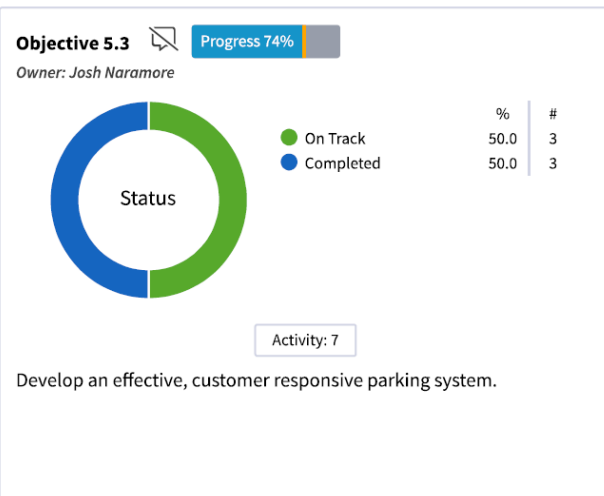 Objective 5.3 Progress 74%
Owner: Josh Naramore
% #
On Track 50.0 3
Completed 50.0 3
Status
Activity: 7
Develop an effective, customer responsive parking system.